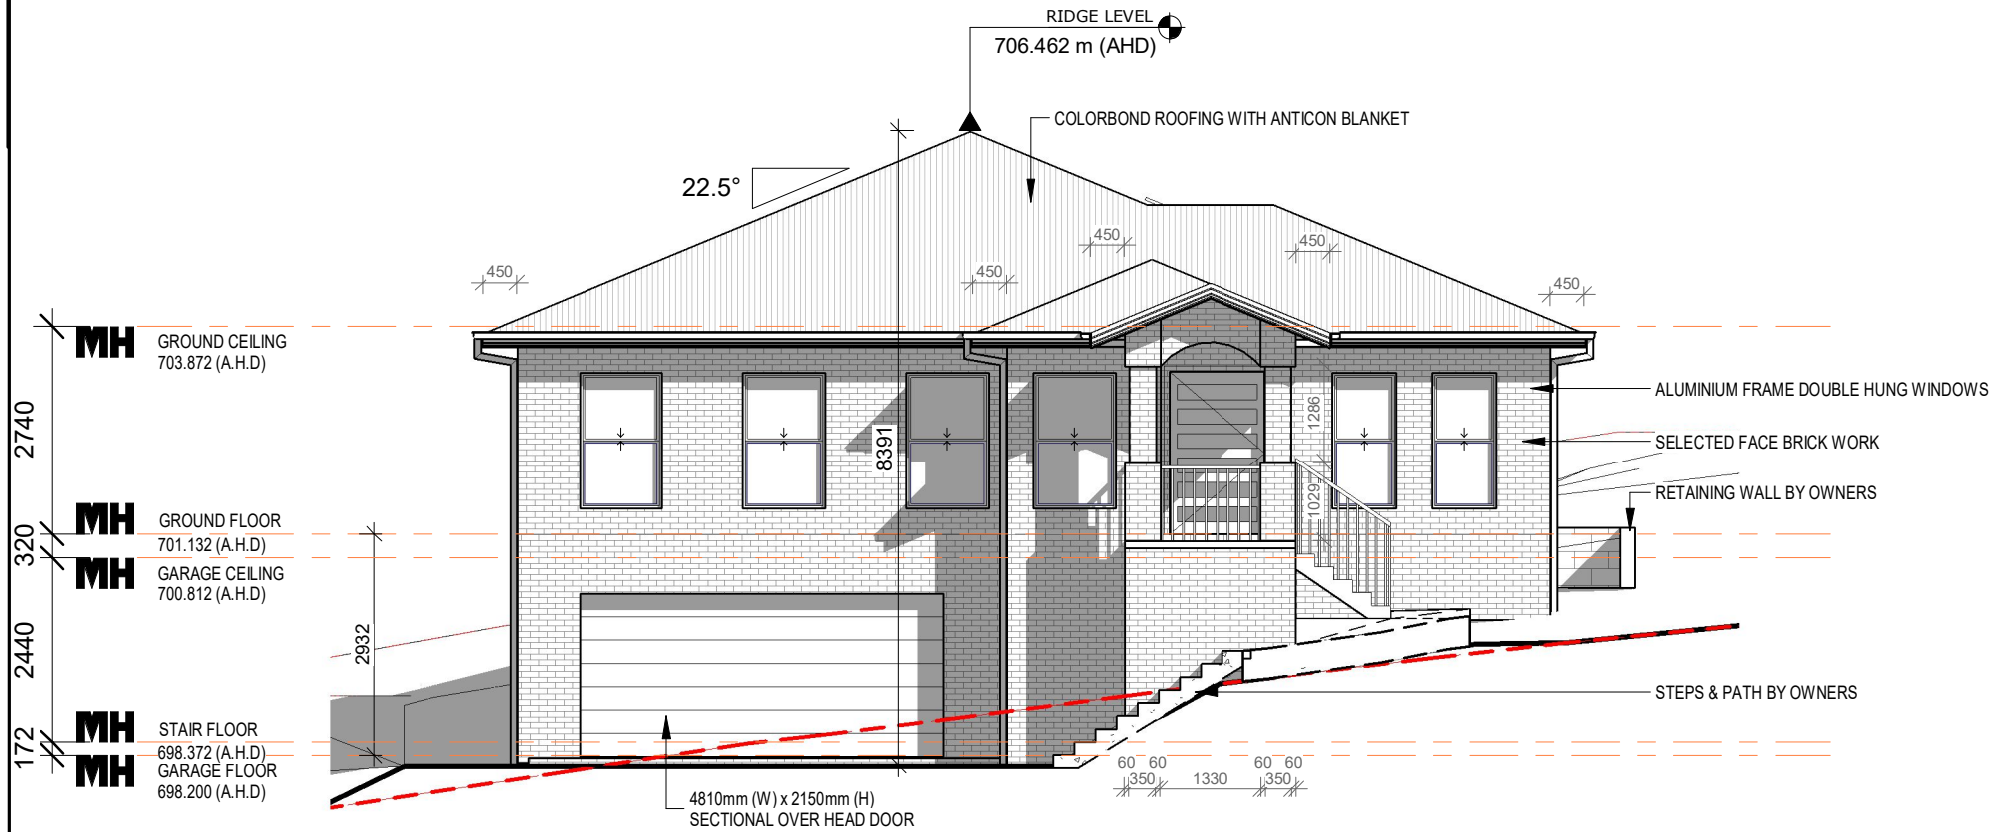 RIDGE LEVEL
706.462 m (AHD)
COLORBOND ROOFING WITH ANTICON BLANKET
22.5°
450
450
450
450
450
MH
GROUND CEILING
703.872 (A.H.D)
ALUMINIUM FRAME DOUBLE HUNG WINDOWS
2740
8391
1286
SELECTED FACE BRICK WORK
1029
RETAINING WALL BY OWNERS
MH
GROUND FLOOR
701.132 (A.H.D)
320
MH
GARAGE CEILING
700.812 (A.H.D)
2440
2932
STEPS & PATH BY OWNERS
MH
STAIR FLOOR
698.372 (A.H.D)
172
MH
GARAGE FLOOR
698.200 (A.H.D)
60 60 60 60
350 1330 350
4810mm (W) x 2150mm (H)
SECTIONAL OVER HEAD DOOR